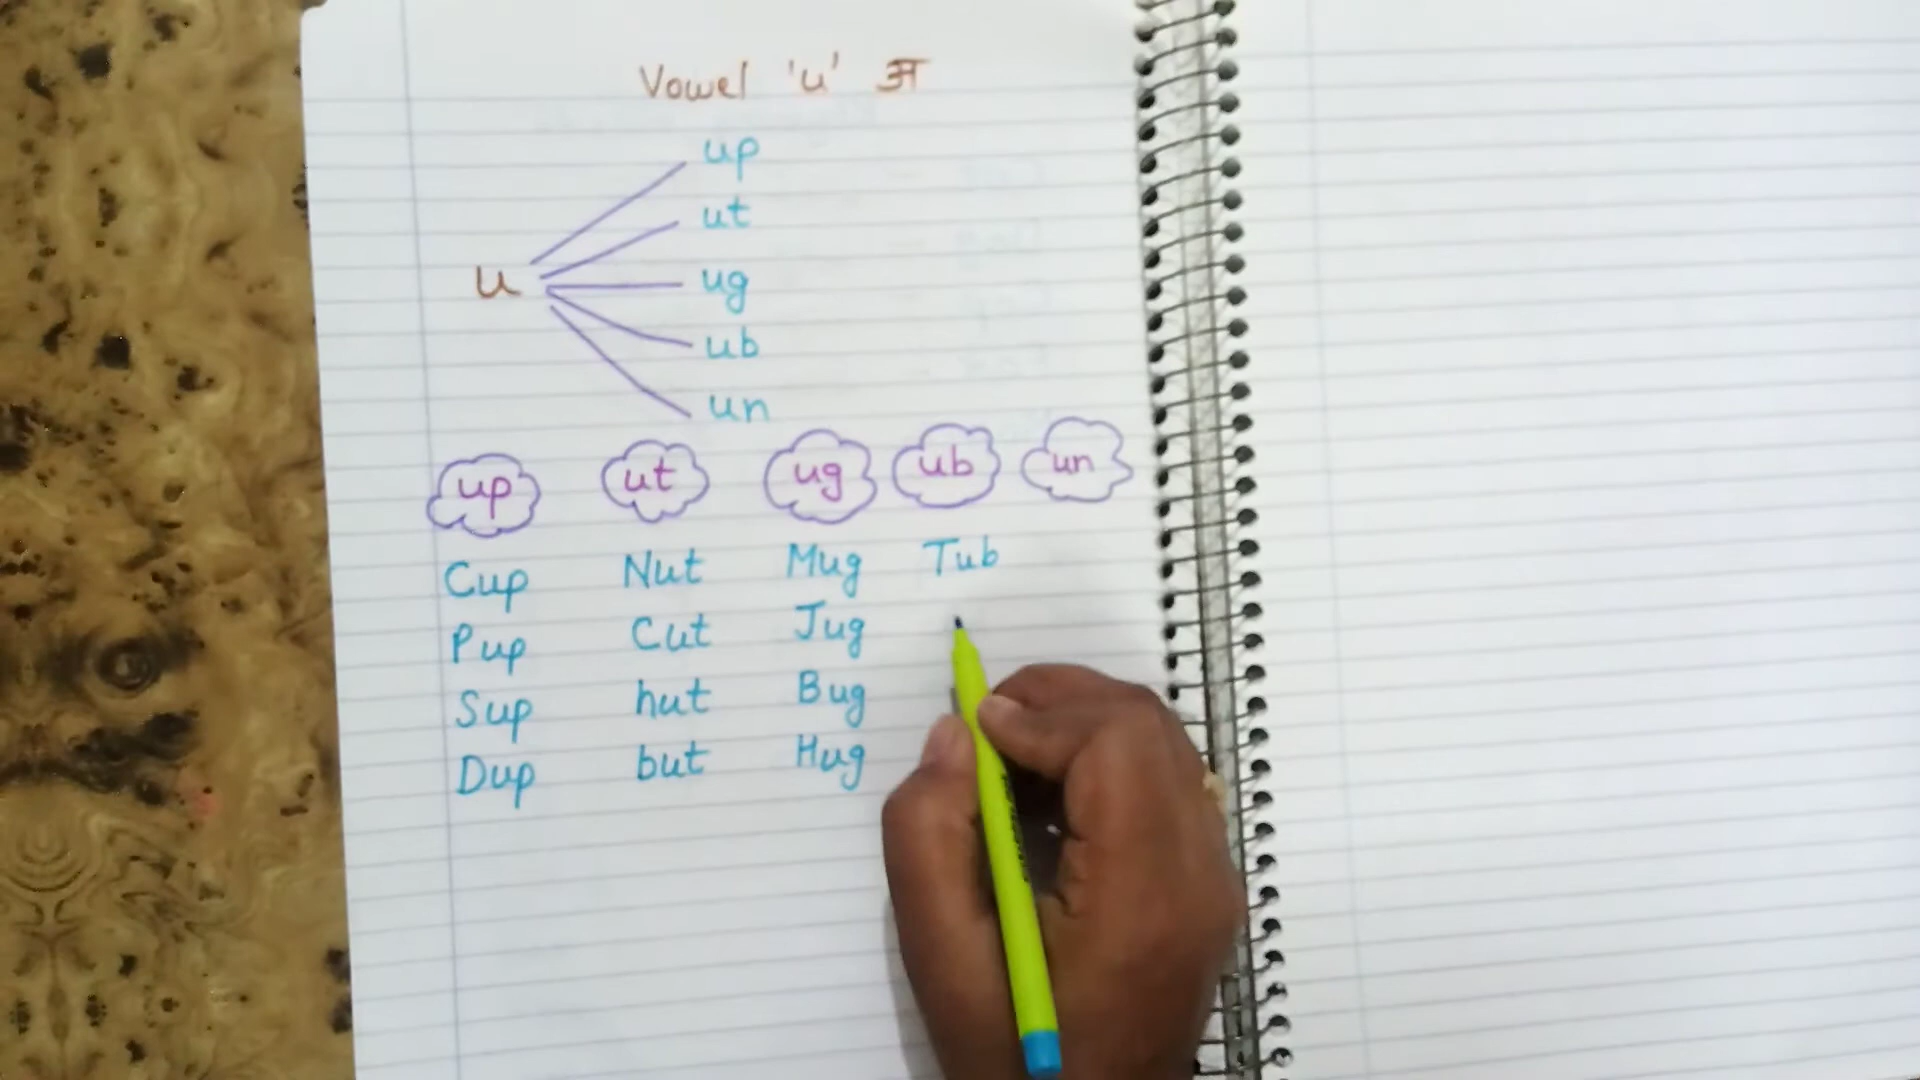 Vowel 'u' अ
up
ut
u ug
ub
un
up ut ug ub un
Cup Nut Mug Tub
Pup Cut Jug
Sup hut Bug
Dup but Hug